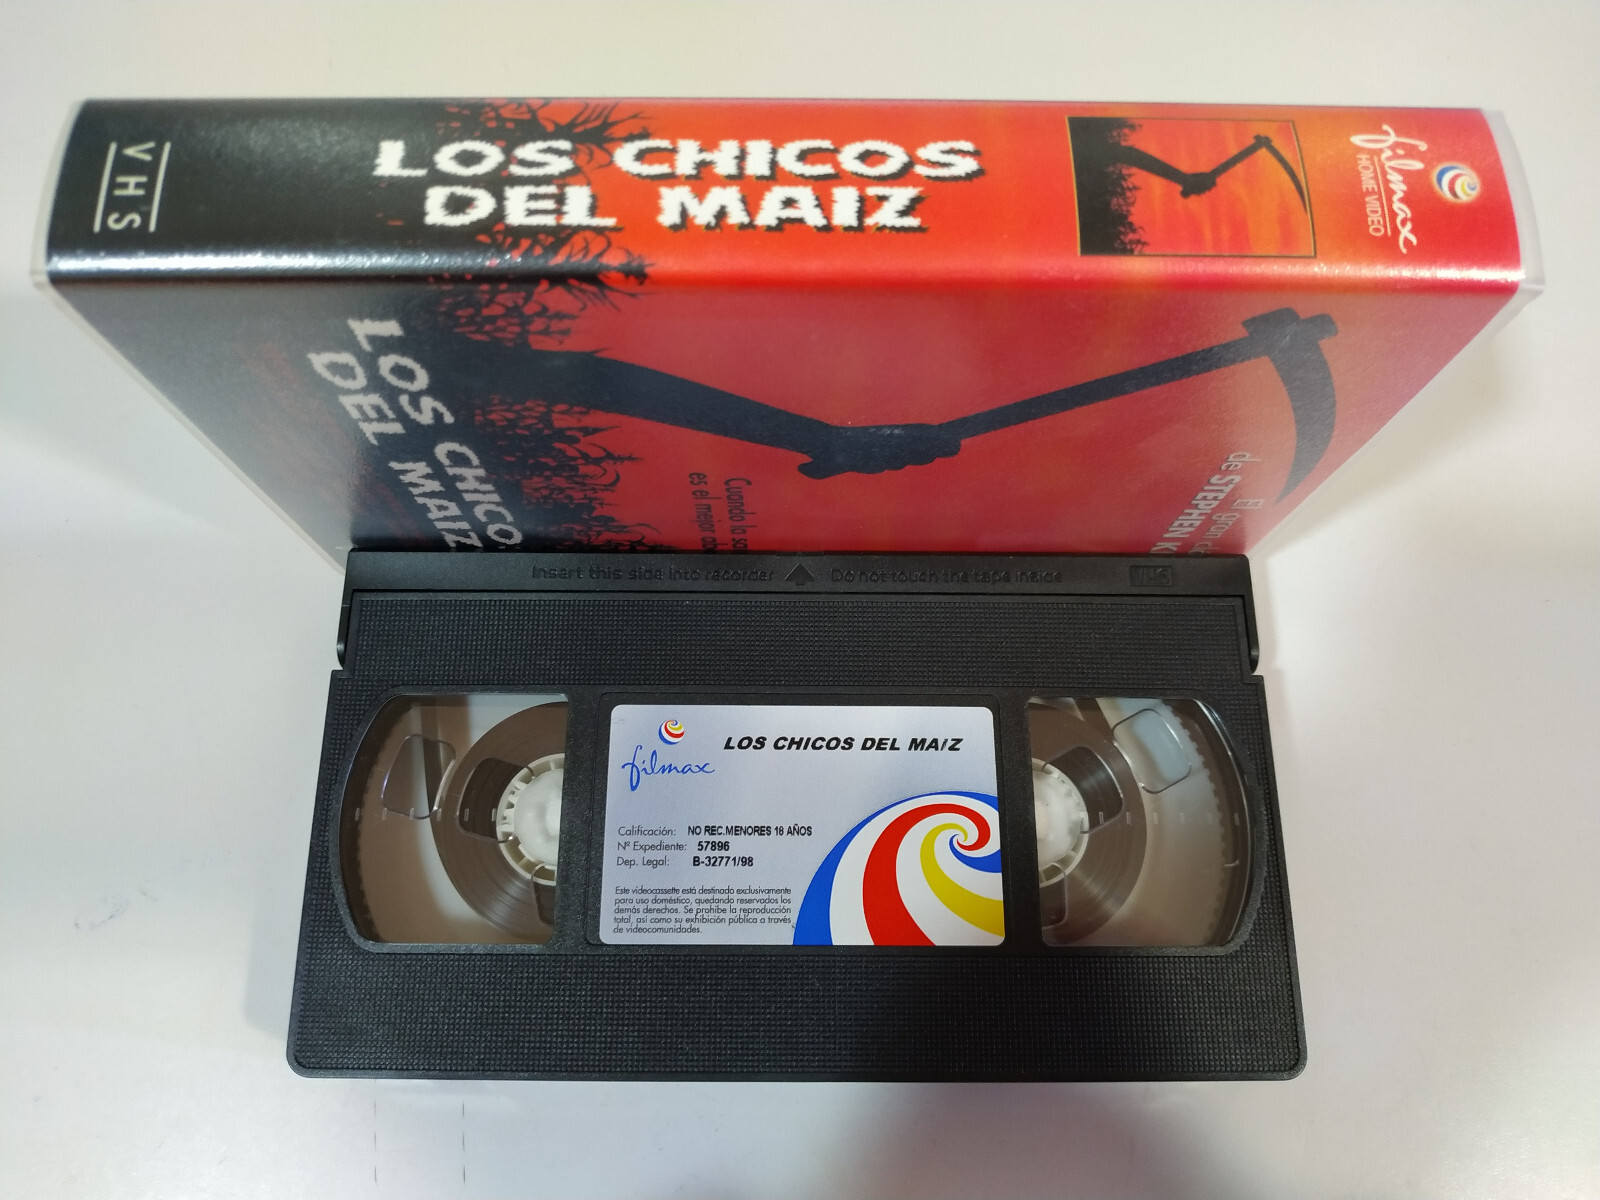 VHS
LOS CHICOS
DEL MAIZ
filmax
HOME VIDEO
LOS CHICOS
DEL MAIZ
Cuando la
es el mejor
El gran
de STEPHEN
Insert this side into recorder Do not touch the tape inside VHS
filmax
LOS CHICOS DEL MAIZ
Calificación: NO REC.MENORES 18 AÑOS
Nº Expediente: 57896
Dep. Legal: B-32771/98
Este videocassette está destinado exclusivamente
para uso doméstico, quedando reservados los
demás derechos. Se prohibe la reproducción
total, así como su exhibición pública a través
de videocomunidades.